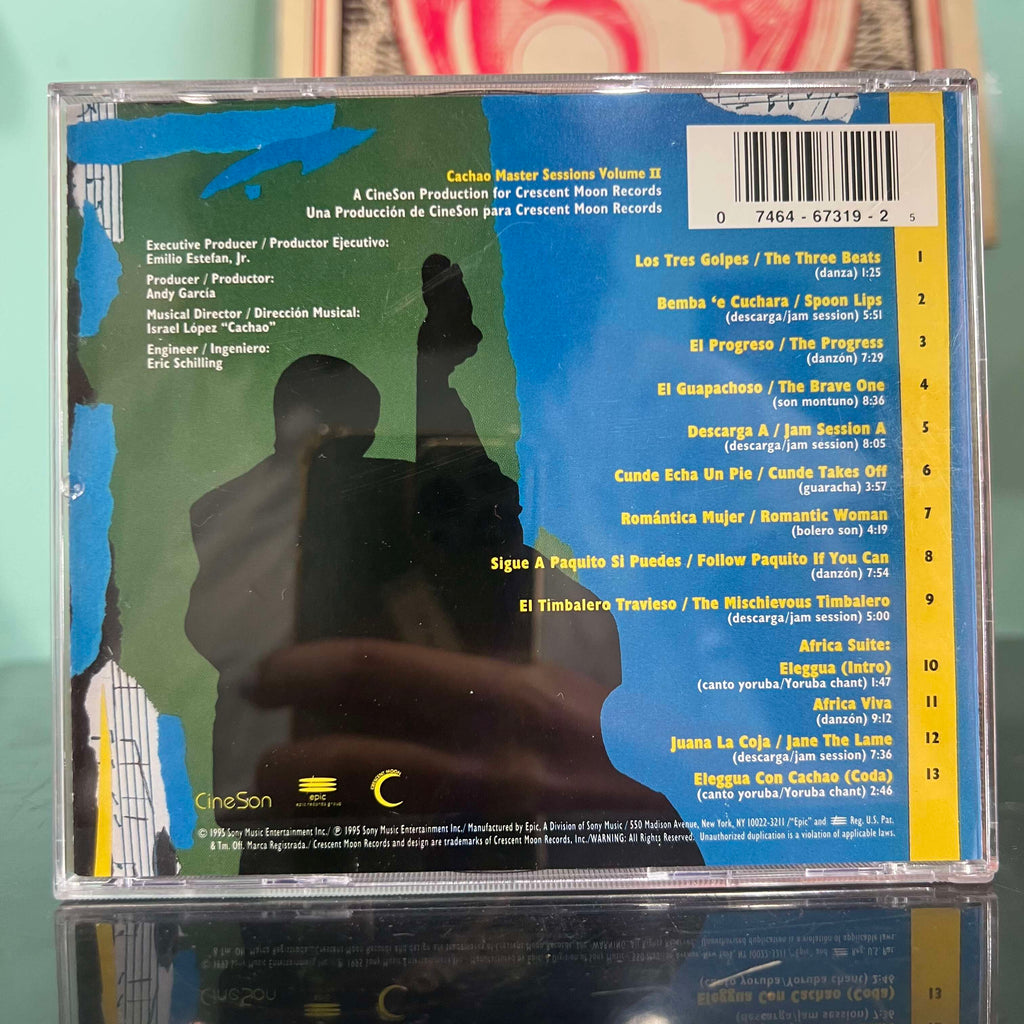 Cachao Master Sessions Volume II
A CineSon Production for Crescent Moon Records
Una Producción de CineSon para Crescent Moon Records
0 7464-67319-2 5
Executive Producer / Productor Ejecutivo:
Emilio Estefan, Jr.
Producer / Productor:
Andy García
Musical Director / Dirección Musical:
Israel López “Cachao”
Engineer / Ingeniero:
Eric Schilling
Los Tres Golpes / The Three Beats 1
(danza) 1:25
Bemba ‘e Cuchara / Spoon Lips 2
(descarga/jam session) 5:51
El Progreso / The Progress 3
(danzón) 7:29
El Guapachoso / The Brave One 4
(son montuno) 8:36
Descarga A / Jam Session A 5
(descarga/jam session) 8:05
Cunde Echa Un Pie / Cunde Takes Off 6
(guaracha) 3:57
Romántica Mujer / Romantic Woman 7
(bolero son) 4:19
Sigue A Paquito Si Puedes / Follow Paquito If You Can 8
(danzón) 7:54
El Timbalero Travieso / The Mischievous Timbalero 9
(descarga/jam session) 5:00
Africa Suite:
Eleggua (Intro) 10
(canto yoruba/Yoruba chant) 1:47
Africa Viva 11
(danzón) 9:12
Juana La Coja / Jane The Lame 12
(descarga/jam session) 7:36
Eleggua Con Cachao (Coda) 13
(canto yoruba/Yoruba chant) 2:46
CineSon
epic
epic records group
CRESCENT MOON
© 1995 Sony Music Entertainment Inc./ ℗ 1995 Sony Music Entertainment Inc./ Manufactured by Epic, A Division of Sony Music / 550 Madison Avenue, New York, NY 10022-3211 /“Epic” and Reg. U.S. Pat.
& Tm. Off. Marca Registrada./ Crescent Moon Records and design are trademarks of Crescent Moon Records, Inc./WARNING: All Rights Reserved. Unauthorized duplication is a violation of applicable laws.